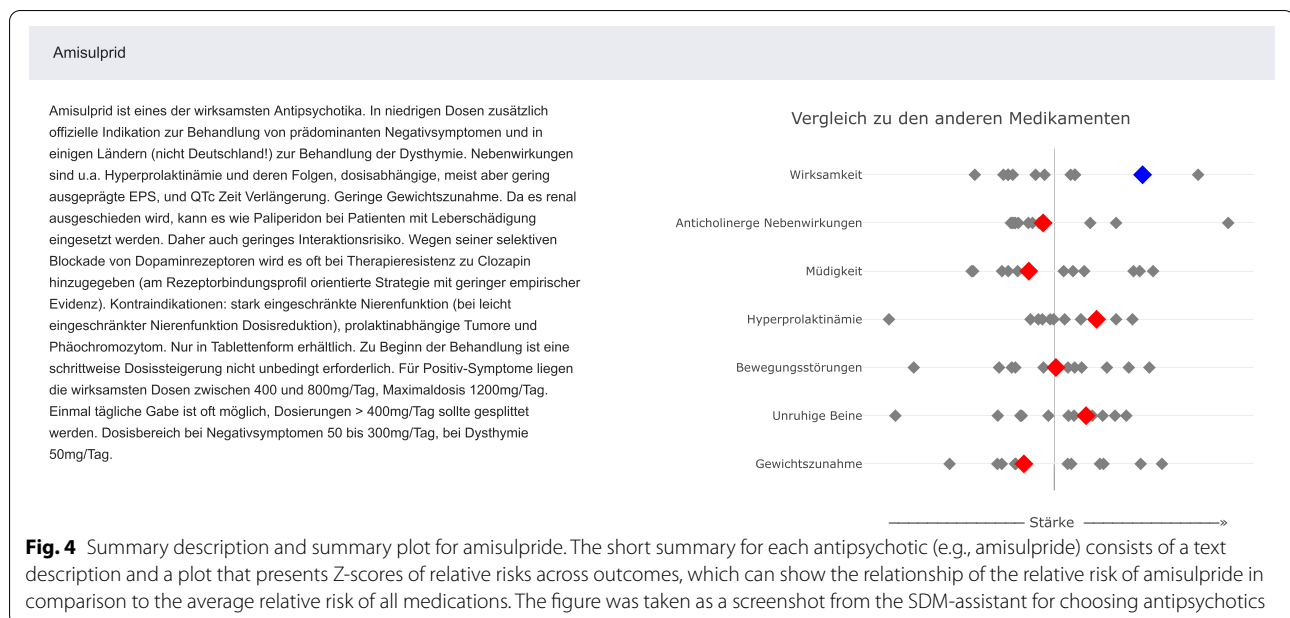 Amisulprid
Amisulprid ist eines der wirksamsten Antipsychotika. In niedrigen Dosen zusätzlich
offizielle Indikation zur Behandlung von prädominanten Negativsymptomen und in
einigen Ländern (nicht Deutschland!) zur Behandlung der Dysthymie. Nebenwirkungen
sind u.a. Hyperprolaktinämie und deren Folgen, dosisabhängige, meist aber gering
ausgeprägte EPS, und QTc Zeit Verlängerung. Geringe Gewichtszunahme. Da es renal
ausgeschieden wird, kann es wie Paliperidon bei Patienten mit Leberschädigung
eingesetzt werden. Daher auch geringes Interaktionsrisiko. Wegen seiner selektiven
Blockade von Dopaminrezeptoren wird es oft bei Therapieresistenz zu Clozapin
hinzugegeben (am Rezeptorbindungsprofil orientierte Strategie mit geringer empirischer
Evidenz). Kontraindikationen: stark eingeschränkte Nierenfunktion (bei leicht
eingeschränkter Nierenfunktion Dosisreduktion), prolaktinabhängige Tumore und
Phäochromozytom. Nur in Tablettenform erhältlich. Zu Beginn der Behandlung ist eine
schrittweise Dosissteigerung nicht unbedingt erforderlich. Für Positiv-Symptome liegen
die wirksamsten Dosen zwischen 400 und 800mg/Tag, Maximaldosis 1200mg/Tag.
Einmal tägliche Gabe ist oft möglich, Dosierungen > 400mg/Tag sollte gesplittet
werden. Dosisbereich bei Negativsymptomen 50 bis 300mg/Tag, bei Dysthymie
50mg/Tag.
Vergleich zu den anderen Medikamenten
Wirksamkeit
Anticholinerge Nebenwirkungen
Müdigkeit
Hyperprolaktinämie
Bewegungsstörungen
Unruhige Beine
Gewichtszunahme
Stärke
Fig. 4 Summary description and summary plot for amisulpride. The short summary for each antipsychotic (e.g., amisulpride) consists of a text
description and a plot that presents Z-scores of relative risks across outcomes, which can show the relationship of the relative risk of amisulpride in
comparison to the average relative risk of all medications. The figure was taken as a screenshot from the SDM-assistant for choosing antipsychotics